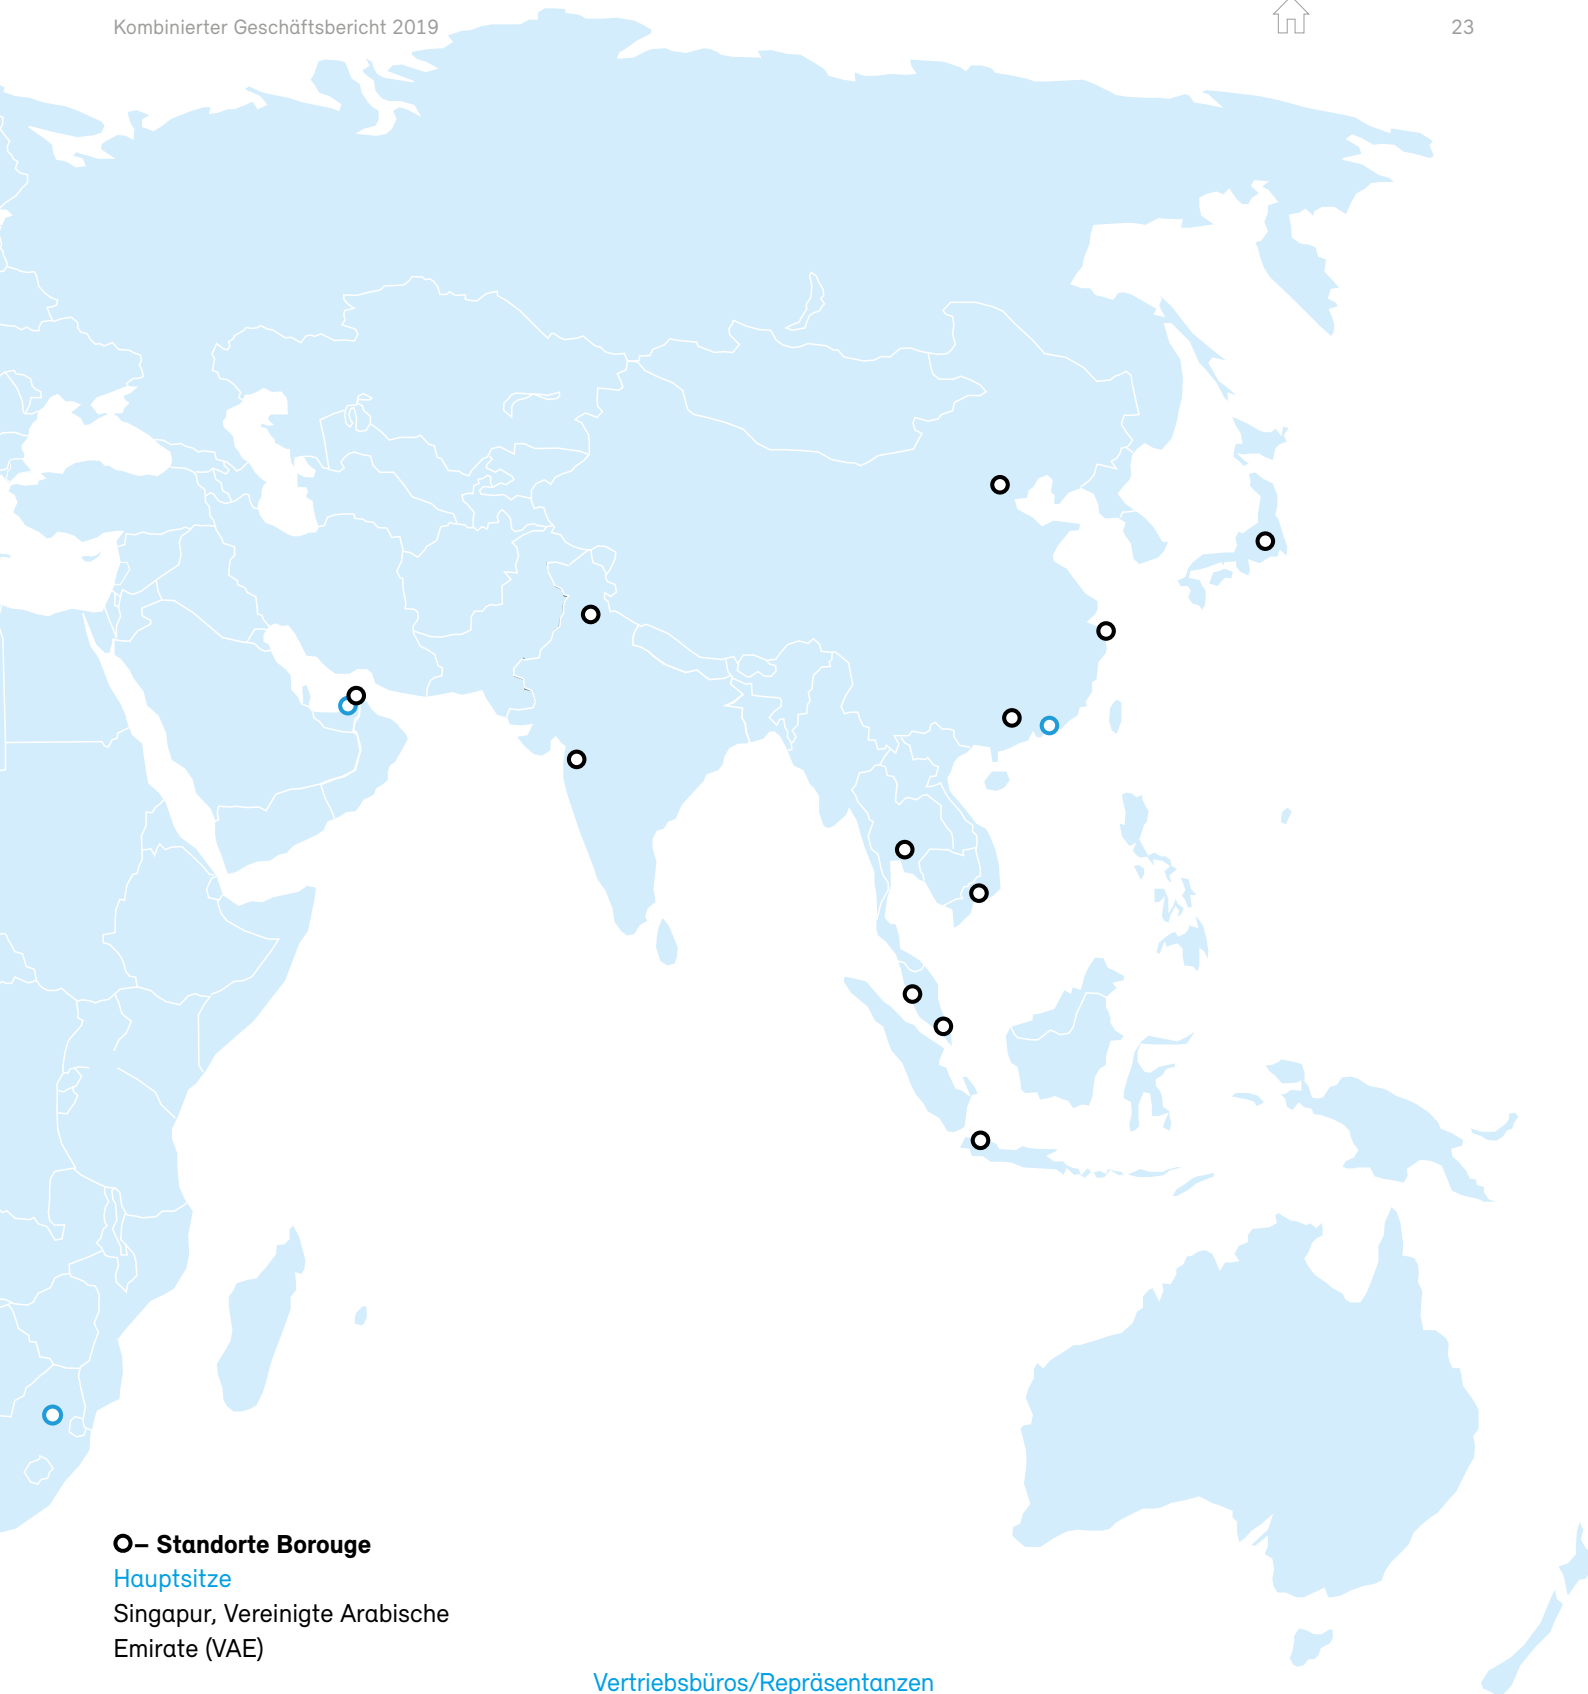 Kombinierter Geschäftsbericht 2019
23
– Standorte Borouge
Hauptsitze
Singapur, Vereinigte Arabische
Emirate (VAE)
Vertriebsbüros/Repräsentanzen